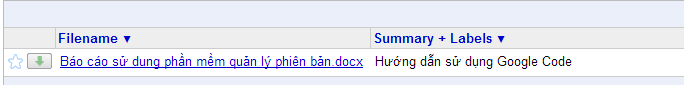 Filename ▼ Summary + Labels ▼
Báo cáo sử dung phần mềm quản lý phiên bản.docx Hướng dẫn sử dụng Google Code